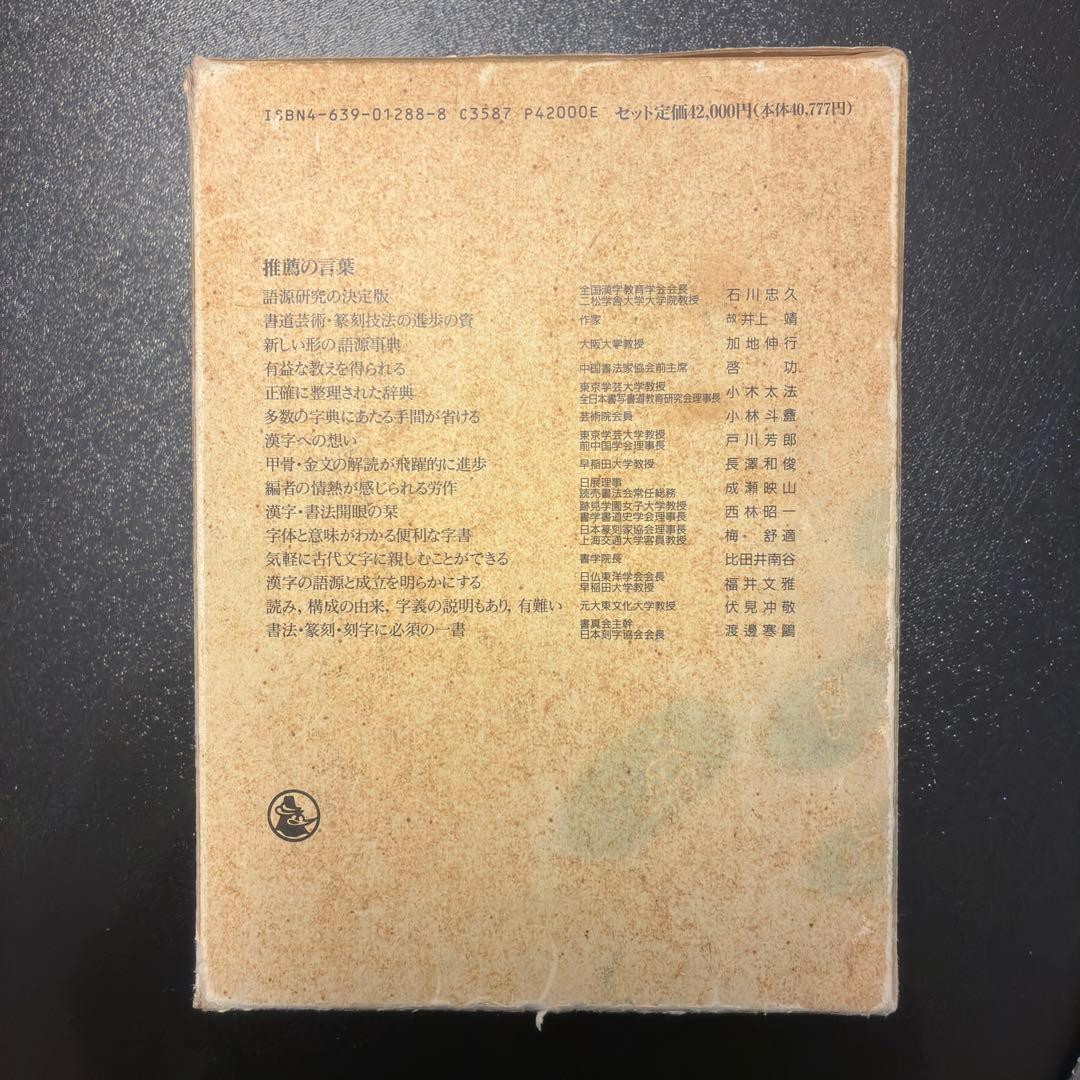 ISBN4-639-01288-8 C3587 P42000E セット定価42,000円(本体40,777円)
推薦の言葉
語源研究の決定版 全国漢字教育学会会長 二松学舎大学大学院教授 石川忠久
書道芸術・篆刻技法の進歩の資 作家 故井上 靖
新しい形の語源事典 大阪大学教授 加地伸行
有益な教えを得られる 中国書法家協会前主席 啓 功
正確に整理された辞典 東京学芸大学教授 全日本書写書道教育研究会理事長 小木太法
多数の字典にあたる手間が省ける 芸術院会員 小林斗盦
漢字への想い 東京学芸大学教授 前中国学会理事長 戸川芳郎
甲骨・金文の解読が飛躍的に進歩 早稲田大学教授 長澤和俊
編者の情熱が感じられる労作 日展理事 読売書法会常任総務 成瀬映山
漢字・書法開眼の栞 跡見学園女子大学教授 書学書道史学会理事長 西林昭一
字体と意味がわかる便利な字書 日本篆刻家協会理事長 上海交通大学客員教授 梅 舒適
気軽に古代文字に親しむことができる 書学院長 比田井南谷
漢字の語源と成立を明らかにする 日仏東洋学会会長 早稲田大学教授 福井文雅
読み,構成の由来,字義の説明もあり,有難い 元大東文化大学教授 伏見冲敬
書法・篆刻・刻字に必須の一書 書真会主幹 日本刻字協会会長 渡邊寒鷗